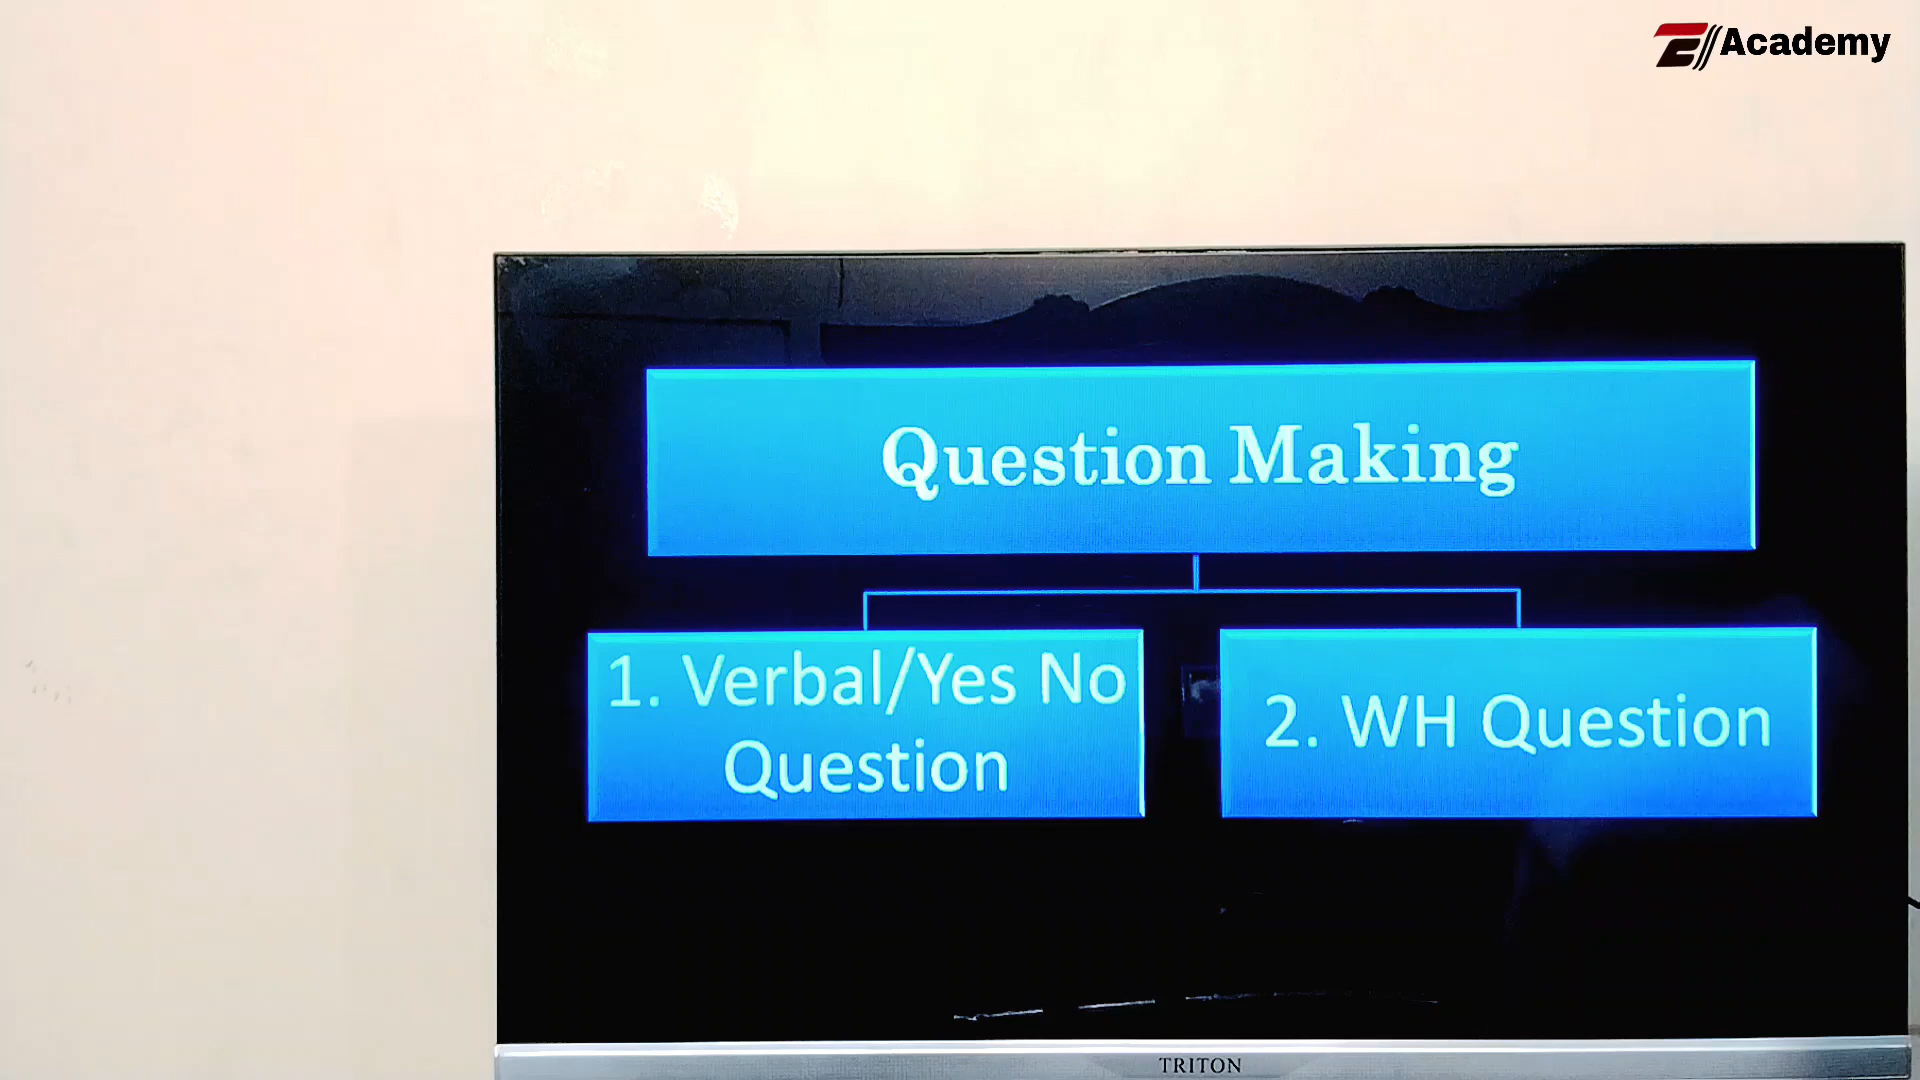 Academy
Question Making
1. Verbal/Yes No
Question
2. WH Question
TRITON